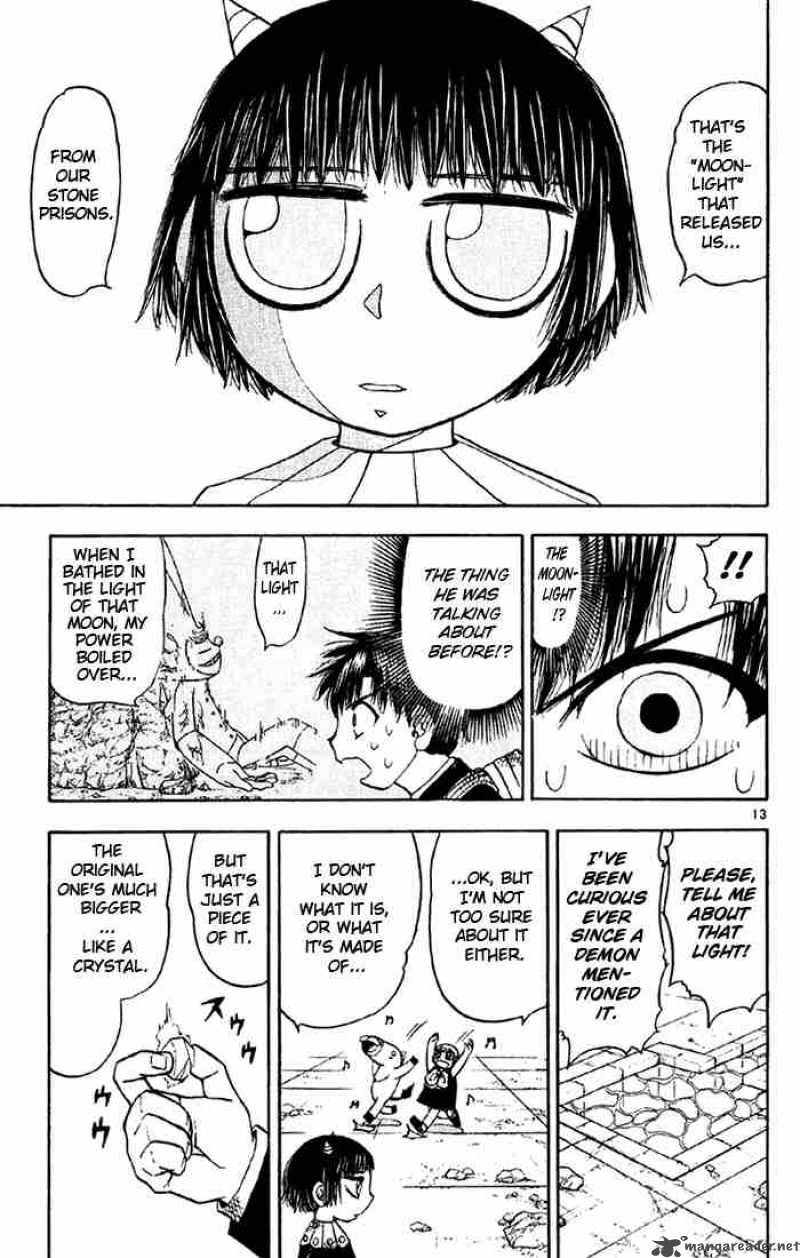 THAT'S
THE
"MOON-
LIGHT"
THAT
RELEASED
US...
FROM
OUR
STONE
PRISONS.
!!
THE
MOON-
LIGHT!?
THE THING
HE WAS
TALKING
ABOUT
BEFORE!?
THAT
LIGHT
...
WHEN I
BATHED IN
THE LIGHT
OF THAT
MOON, MY
POWER
BOILED
OVER...
13
PLEASE,
TELL ME
ABOUT
THAT
LIGHT!
I'VE
BEEN
CURIOUS
EVER
SINCE A
DEMON
MEN-
TIONED
IT.
...OK, BUT
I'M NOT
TOO SURE
ABOUT IT
EITHER.
I DON'T
KNOW
WHAT IT IS,
OR WHAT
IT'S MADE
OF...
BUT
THAT'S
JUST A
PIECE
OF IT.
THE
ORIGINAL
ONE'S MUCH
BIGGER
...
LIKE A
CRYSTAL.
ズウ
ズウ
mangareader.net